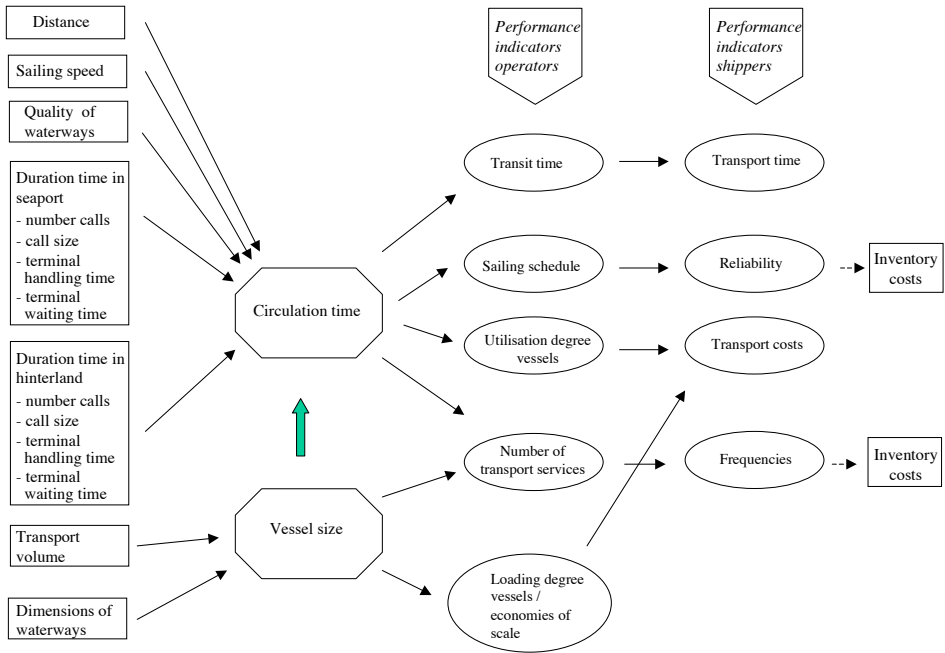 Distance
Sailing speed
Quality of
waterways
Duration time in
seaport
- number calls
- call size
- terminal
handling time
- terminal
waiting time
Duration time in
hinterland
- number calls
- call size
- terminal
handling time
- terminal
waiting time
Transport
volume
Dimensions of
waterways
Circulation time
Vessel size
Performance
indicators
operators
Transit time
Sailing schedule
Utilisation degree
vessels
Number of
transport services
Loading degree
vessels /
economies of
scale
Performance
indicators
shippers
Transport time
Reliability
Transport costs
Frequencies
Inventory
costs
Inventory
costs